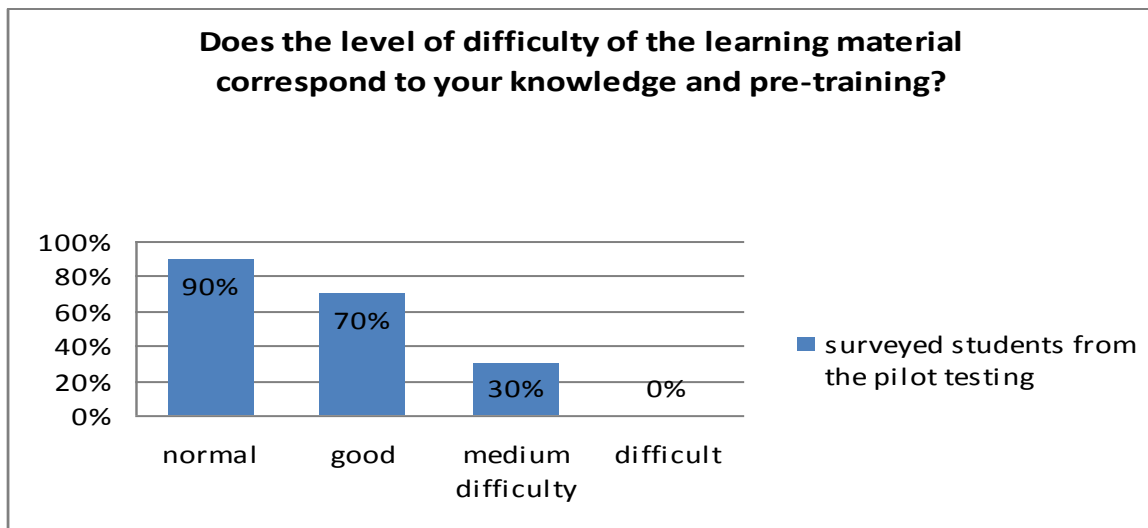 Does the level of difficulty of the learning material
correspond to your knowledge and pre-training?
100%
80%
60%
40%
20%
0%
90%
70%
30%
0%
normal
good
medium
difficulty
difficult
surveyed students from
the pilot testing